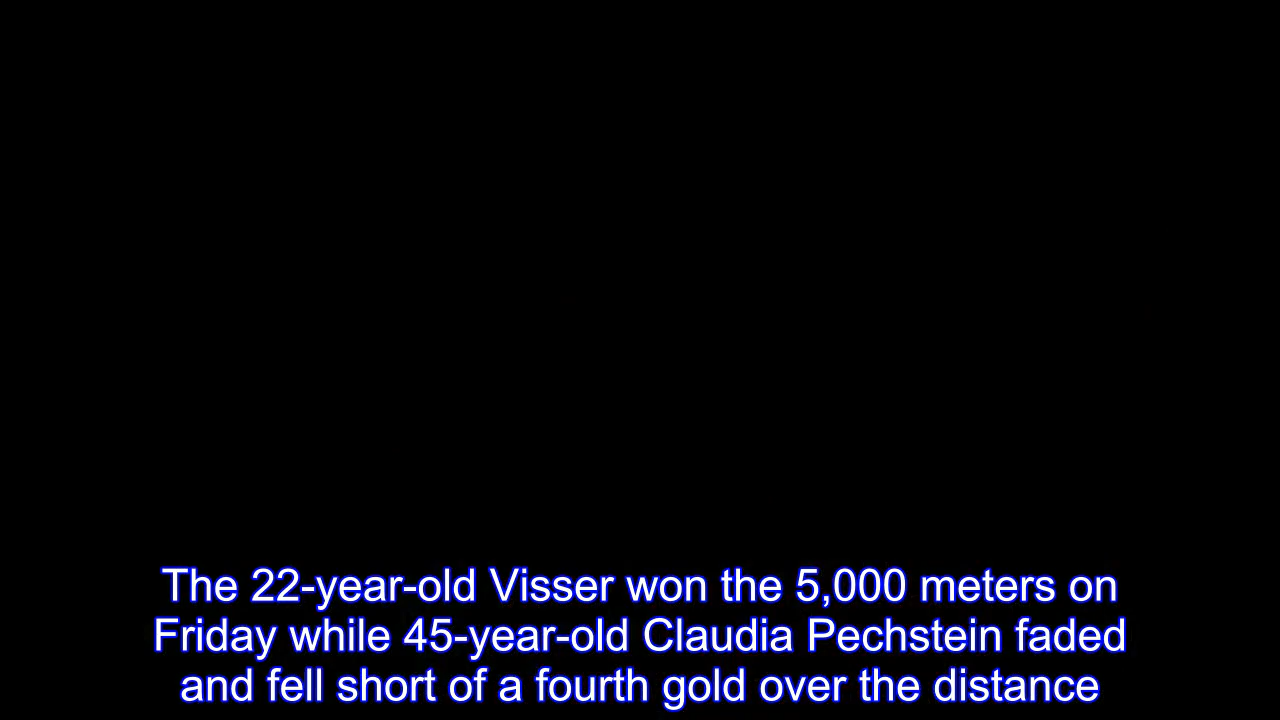 The 22-year-old Visser won the 5,000 meters on
Friday while 45-year-old Claudia Pechstein faded
and fell short of a fourth gold over the distance